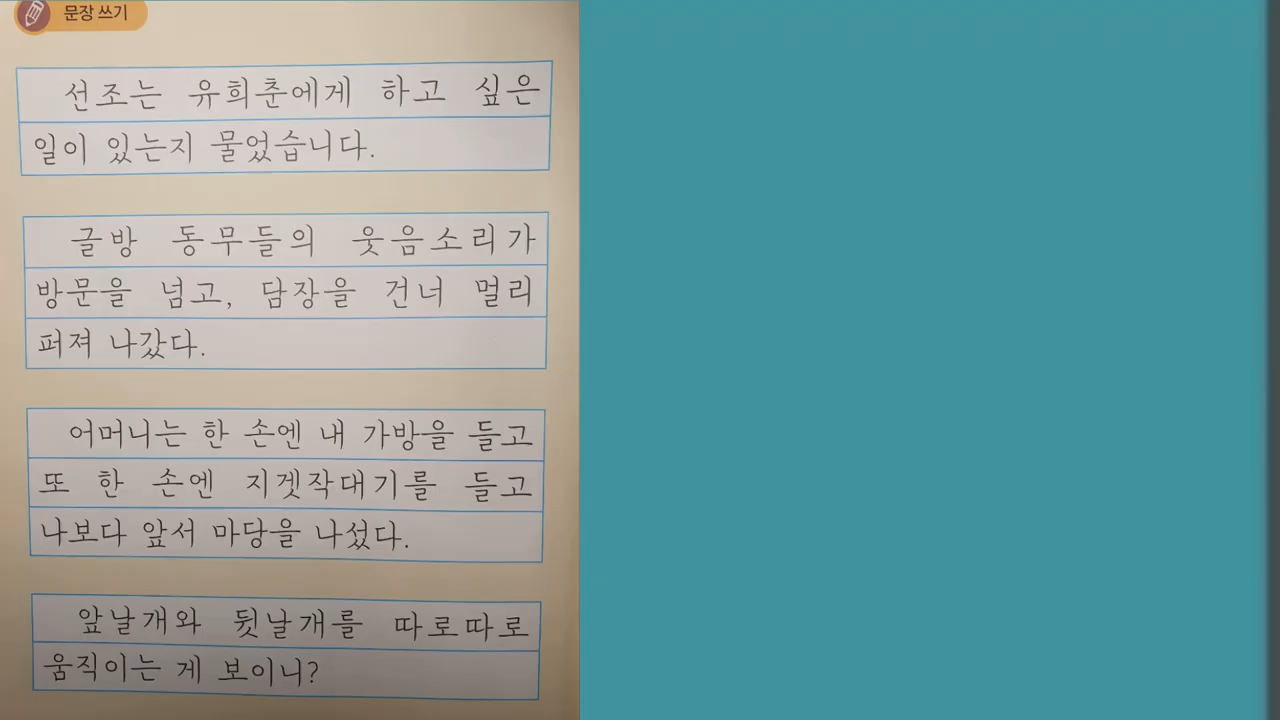 문장 쓰기
선조는 유희춘에게 하고 싶은
일이 있는지 물었습니다.
글방 동무들의 웃음소리가
방문을 넘고, 담장을 건너 멀리
퍼져 나갔다.
어머니는 한 손엔 내 가방을 들고
또 한 손엔 지겟작대기를 들고
나보다 앞서 마당을 나섰다.
앞날개와 뒷날개를 따로따로
움직이는 게 보이니?